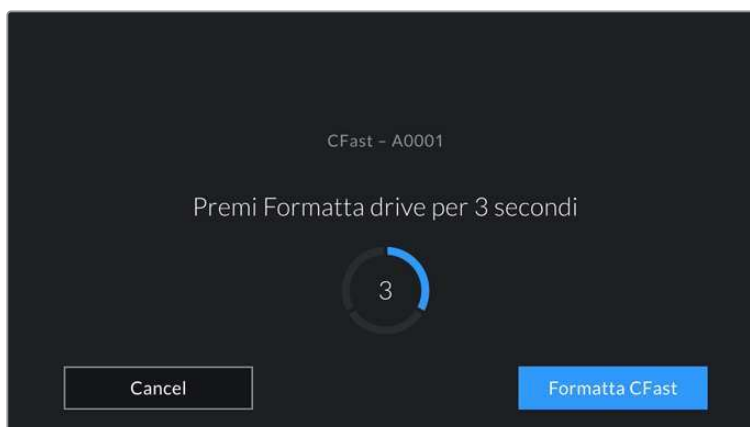 CFast – A0001
Premi Formatta drive per 3 secondi
3
Cancel
Formatta CFast